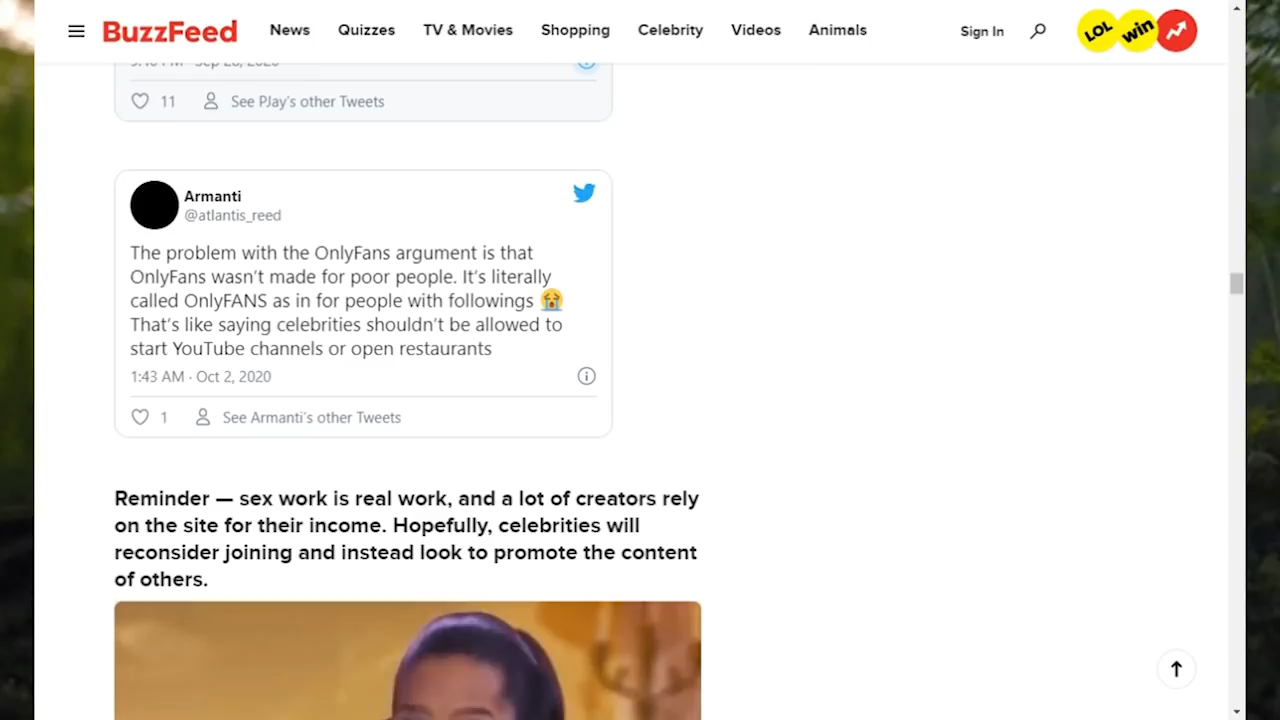 BuzzFeed News Quizzes TV & Movies Shopping Celebrity Videos Animals Sign In LOL win
11 See PJay's other Tweets
Armanti
@atlantis_reed
The problem with the OnlyFans argument is that
OnlyFans wasn't made for poor people. It's literally
called OnlyFANS as in for people with followings 😭
That's like saying celebrities shouldn't be allowed to
start YouTube channels or open restaurants
1:43 AM · Oct 2, 2020
1 See Armanti's other Tweets
Reminder — sex work is real work, and a lot of creators rely
on the site for their income. Hopefully, celebrities will
reconsider joining and instead look to promote the content
of others.